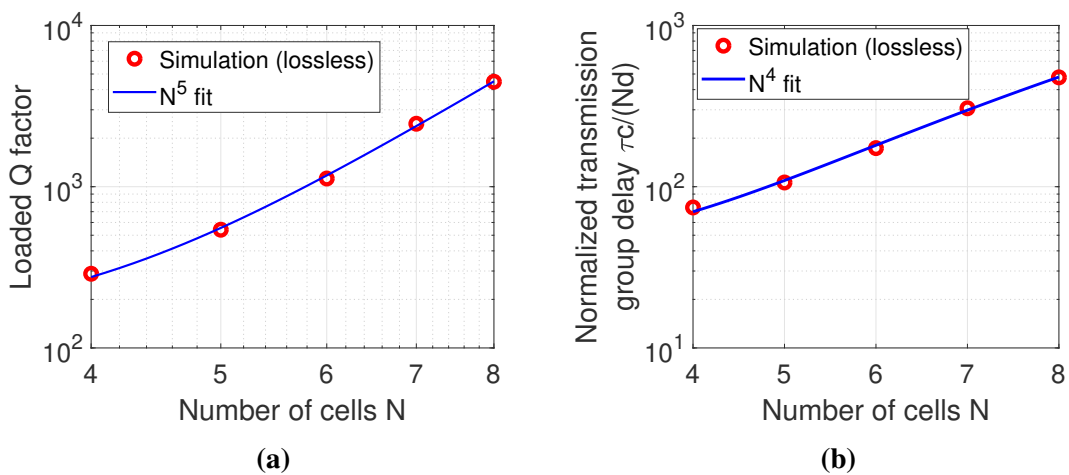 10^4
10^3
10^2
Loaded Q factor
Simulation (lossless)
N^5 fit
4 5 6 7 8
Number of cells N
(a)
10^3
10^2
10^1
Normalized transmission
group delay τc/(Nd)
Simulation (lossless)
N^4 fit
4 5 6 7 8
Number of cells N
(b)